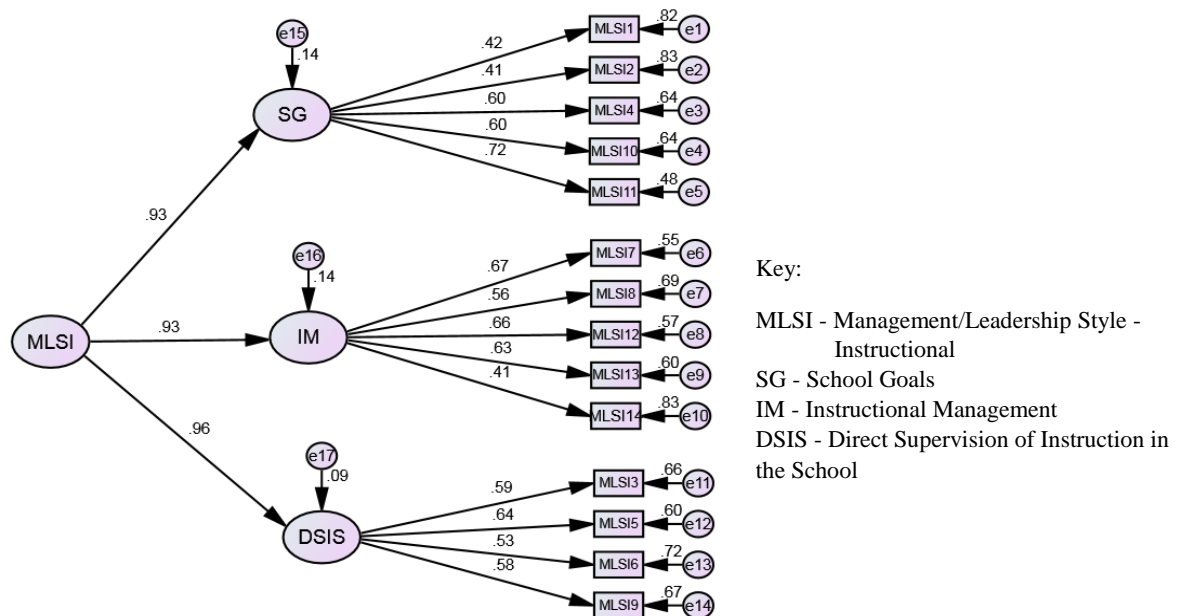 e15
.14
SG
.42
.41
.60
.60
.72
MLSI1
.82
e1
MLSI2
.83
e2
MLSI4
.64
e3
MLSI10
.64
e4
MLSI11
.48
e5
.93
e16
.14
IM
.67
.56
.66
.63
.41
MLSI7
.55
e6
MLSI8
.69
e7
MLSI12
.57
e8
MLSI13
.60
e9
MLSI14
.83
e10
MLSI
.93
.96
e17
.09
DSIS
.59
.64
.53
.58
MLSI3
.66
e11
MLSI5
.60
e12
MLSI6
.72
e13
MLSI9
.67
e14
Key:
MLSI - Management/Leadership Style -
Instructional
SG - School Goals
IM - Instructional Management
DSIS - Direct Supervision of Instruction in
the School